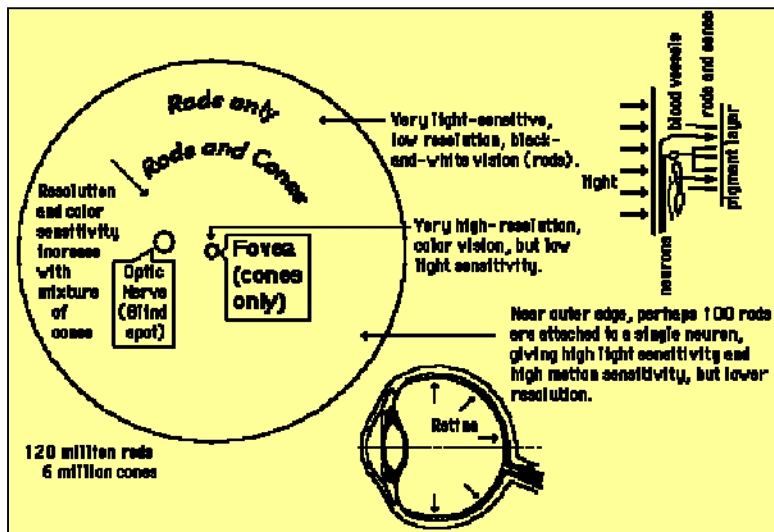 Rods only
Rods and Cones
Resolution
and color
sensitivity
increase
with
mixture
of
cones
Optic
Nerve
(Blind
spot)
Fovea
(cones
only)
Very light-sensitive,
low resolution, black-
and-white vision (rods).
Very high-resolution,
color vision, but low
light sensitivity.
Near outer edge, perhaps 100 rods
are attached to a single neuron,
giving high light sensitivity and
high motion sensitivity, but lower
resolution.
light
neurons
blood vessels
rods and sones
pigment layer
Retina
120 million rods
6 million cones